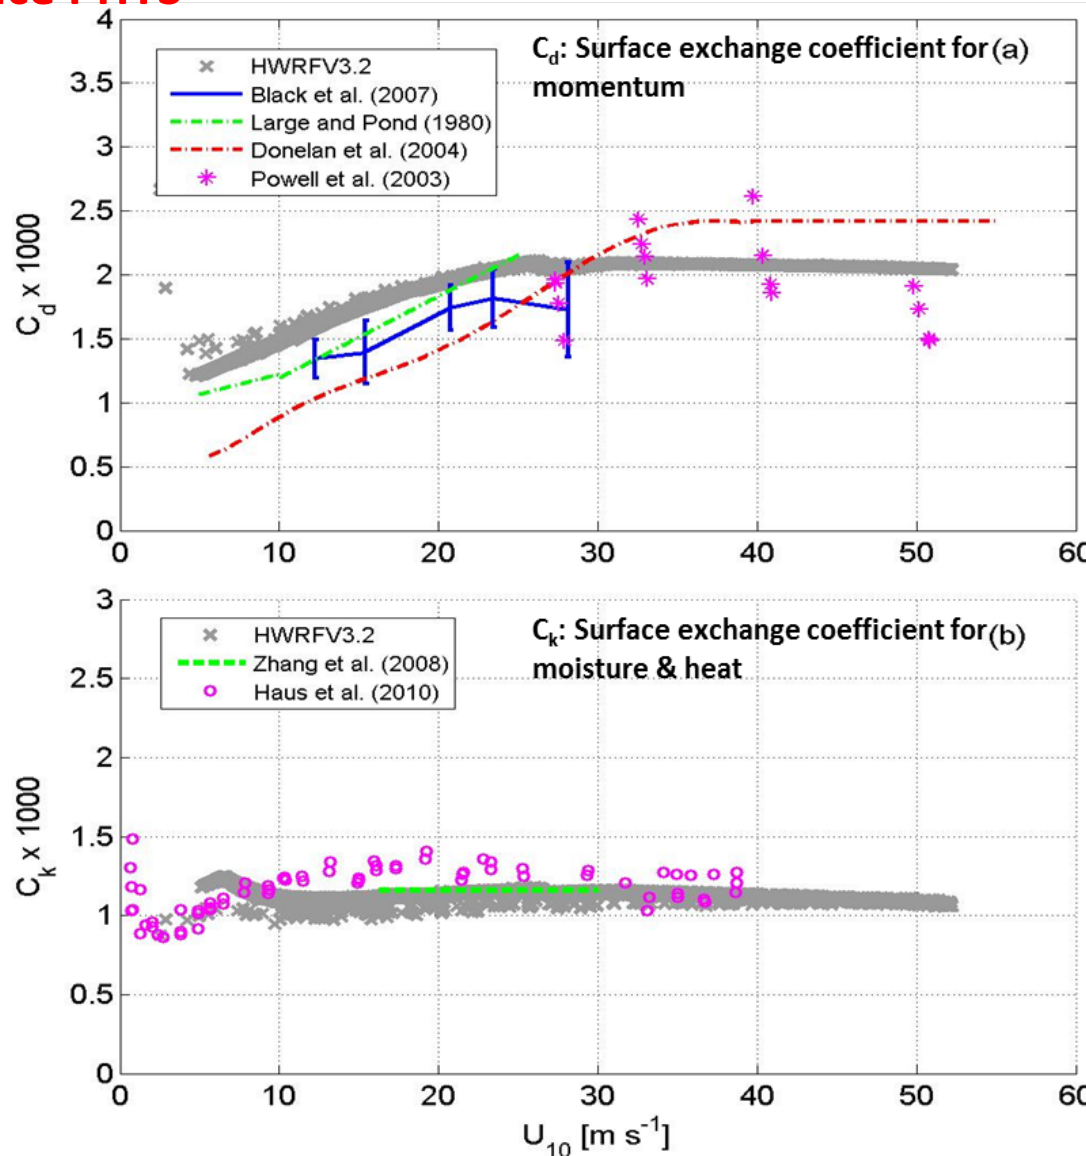 C_d: Surface exchange coefficient for (a)
momentum
HWRFV3.2
Black et al. (2007)
Large and Pond (1980)
Donelan et al. (2004)
Powell et al. (2003)
4
3.5
3
2.5
2
1.5
1
0.5
0
C_d x 1000
0 10 20 30 40 50 60
C_k: Surface exchange coefficient for (b)
moisture & heat
HWRFV3.2
Zhang et al. (2008)
Haus et al. (2010)
3
2.5
2
1.5
1
0.5
0
C_k x 1000
0 10 20 30 40 50 60
U_10 [m s^-1]